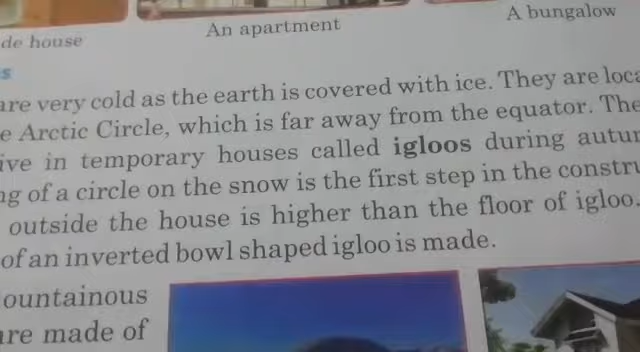 de house
An apartment
A bungalow
s
are very cold as the earth is covered with ice. They are loca
e Arctic Circle, which is far away from the equator. The
ive in temporary houses called igloos during autur
ng of a circle on the snow is the first step in the constru
outside the house is higher than the floor of igloo.
of an inverted bowl shaped igloo is made.
ountainous
are made of